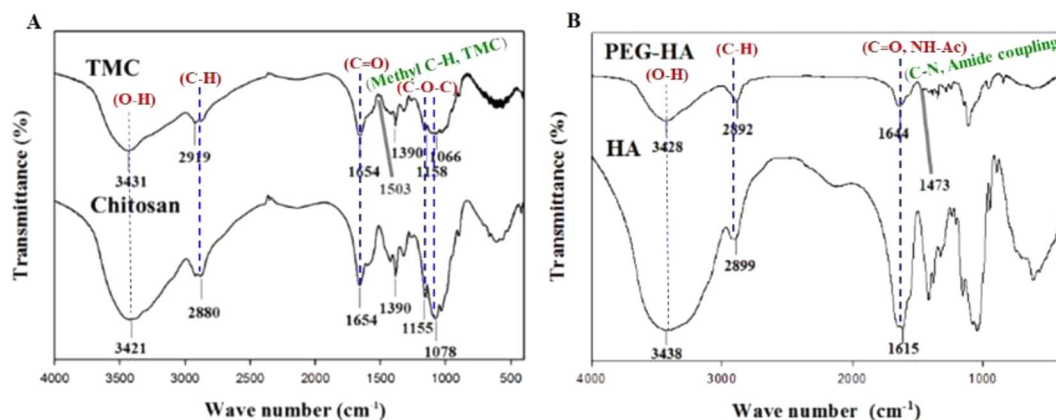 A
TMC
(O-H)
(C-H)
(C=O)
(Methyl C-H, TMC)
(C-O-C)
3431
2919
1654
1503
1390
1158
1066
Chitosan
3421
2880
1654
1390
1155
1078
Transmittance (%)
4000 3500 3000 2500 2000 1500 1000 500
Wave number (cm-1)
B
PEG-HA
(O-H)
(C-H)
(C=O, NH-Ac)
(C-N, Amide coupling)
3428
2892
1644
1473
HA
3438
2899
1615
Transmittance (%)
4000 3000 2000 1000
Wave number (cm-1)